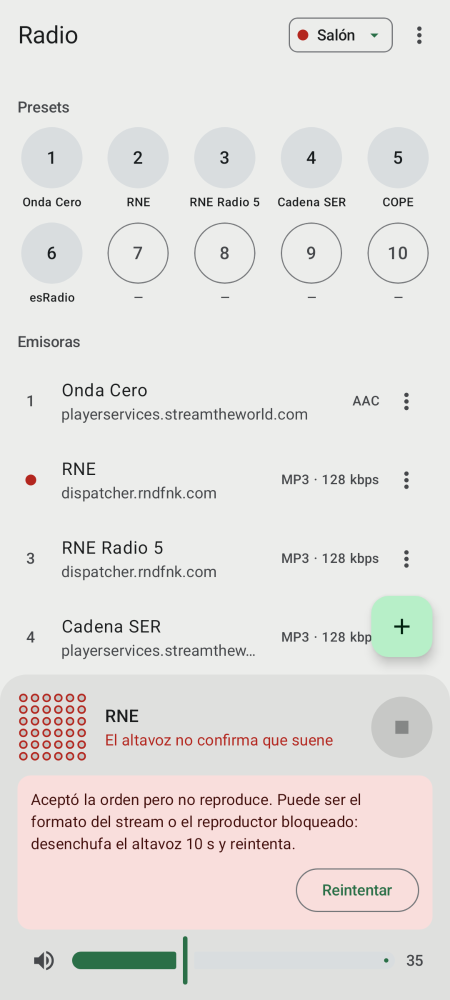 Radio
Salón
Presets
1
2
3
4
5
Onda Cero
RNE
RNE Radio 5
Cadena SER
COPE
6
7
8
9
10
esRadio
–
–
–
–
Emisoras
1
Onda Cero
AAC
playerservices.streamtheworld.com
RNE
MP3 · 128 kbps
dispatcher.rndfnk.com
3
RNE Radio 5
MP3 · 128 kbps
dispatcher.rndfnk.com
4
Cadena SER
MP3 · 128 kbp
playerservices.streamthew…
+
RNE
El altavoz no confirma que suene
Aceptó la orden pero no reproduce. Puede ser el
formato del stream o el reproductor bloqueado:
desenchufa el altavoz 10 s y reintenta.
Reintentar
35